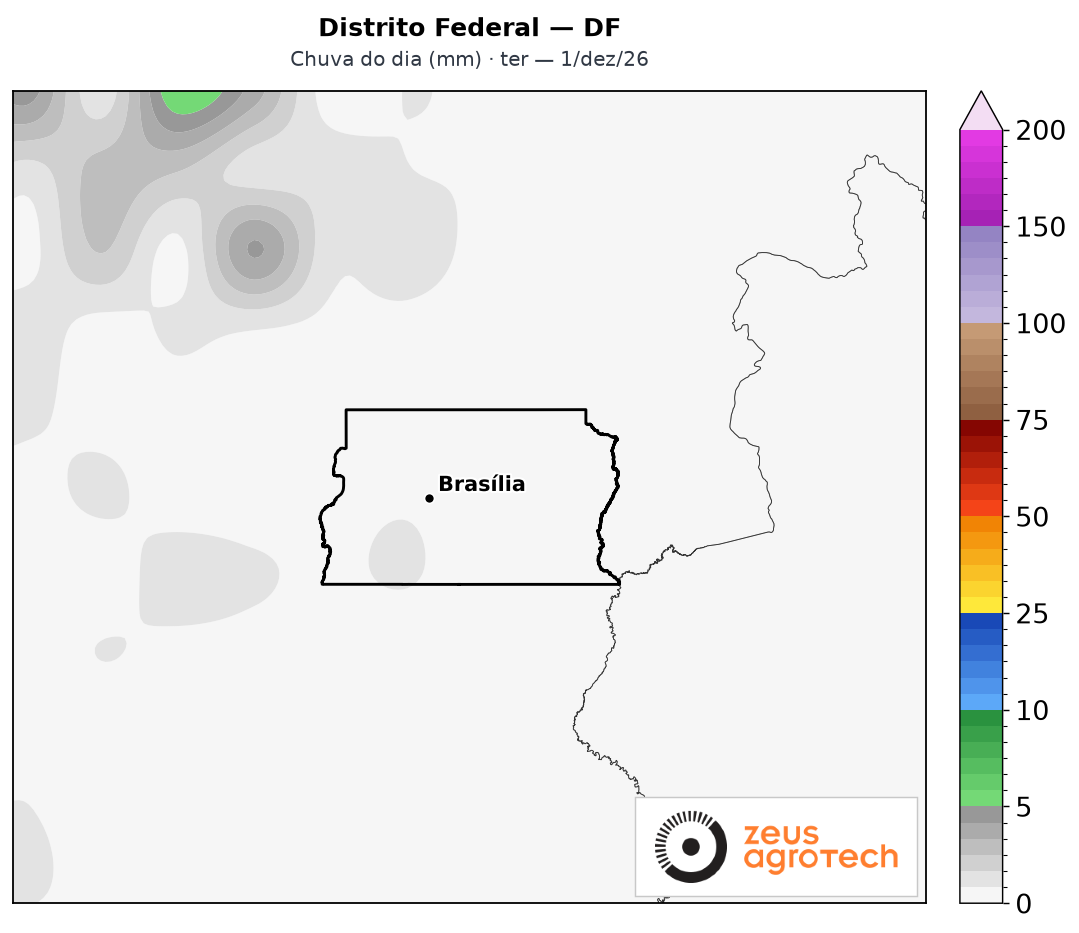 Distrito Federal — DF
Chuva do dia (mm) · ter — 1/dez/26
200
150
100
75
50
25
10
5
0
Brasília
zeus
agrotech